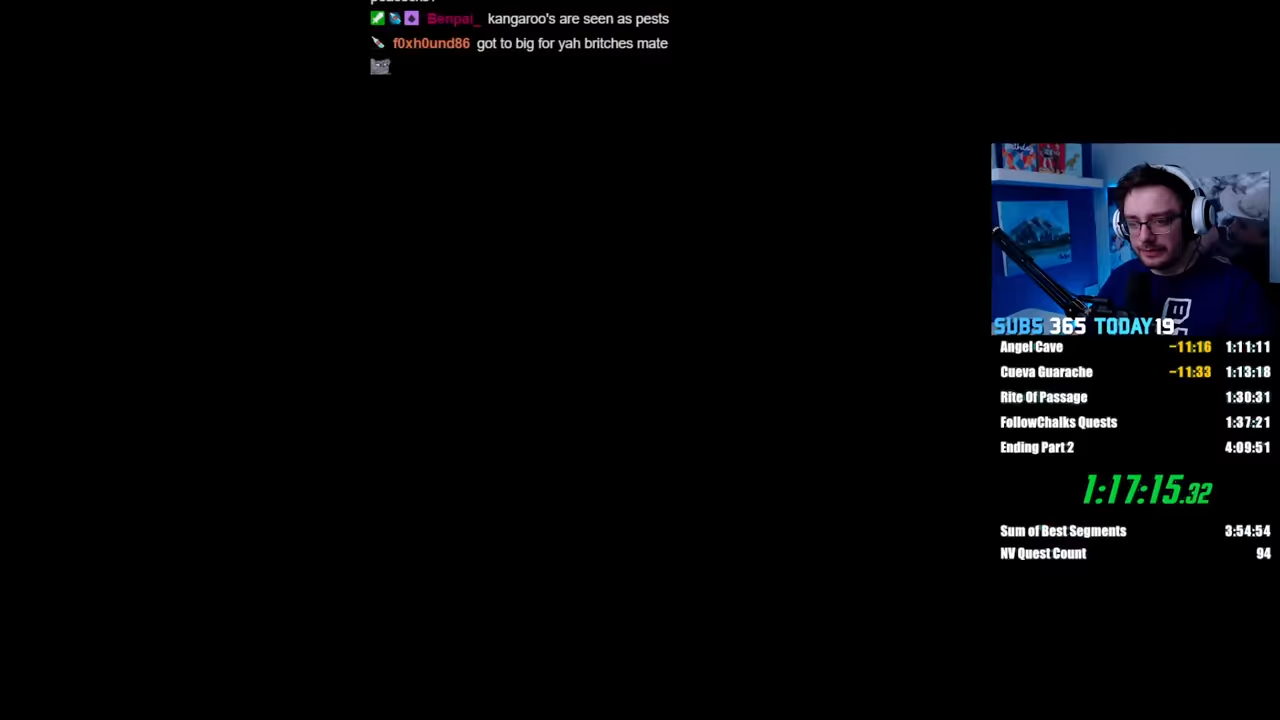 Benpai_ kangaroo's are seen as pests
f0xh0und86 got to big for yah britches mate
SUBS 365 TODAY 19
Angel Cave -11:16 1:11:11
Cueva Guarache -11:33 1:13:18
Rite Of Passage 1:30:31
FollowChalks Quests 1:37:21
Ending Part 2 4:09:51
1:17:15.32
Sum of Best Segments 3:54:54
NV Quest Count 94